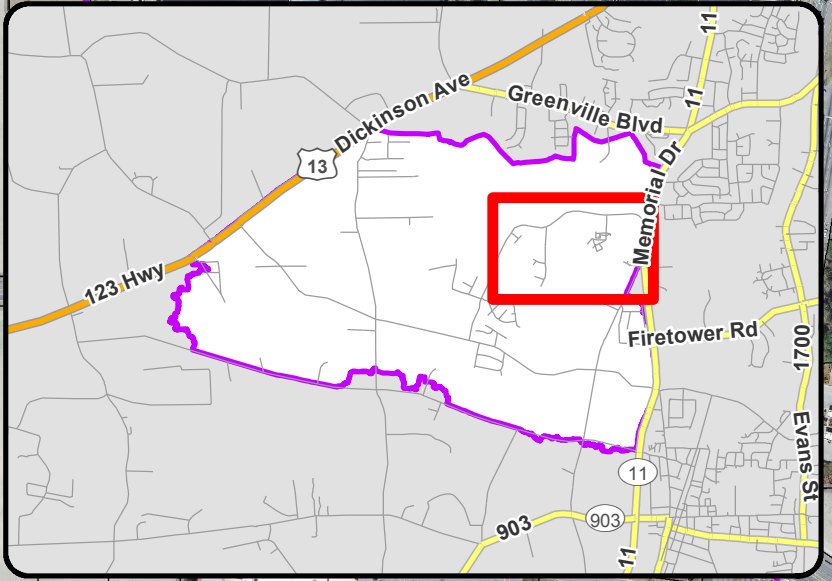 11
11
Greenville Blvd
Dickinson Ave
13
Memorial Dr
123 Hwy
Firetower Rd
1700
Evans St
11
903
903
11